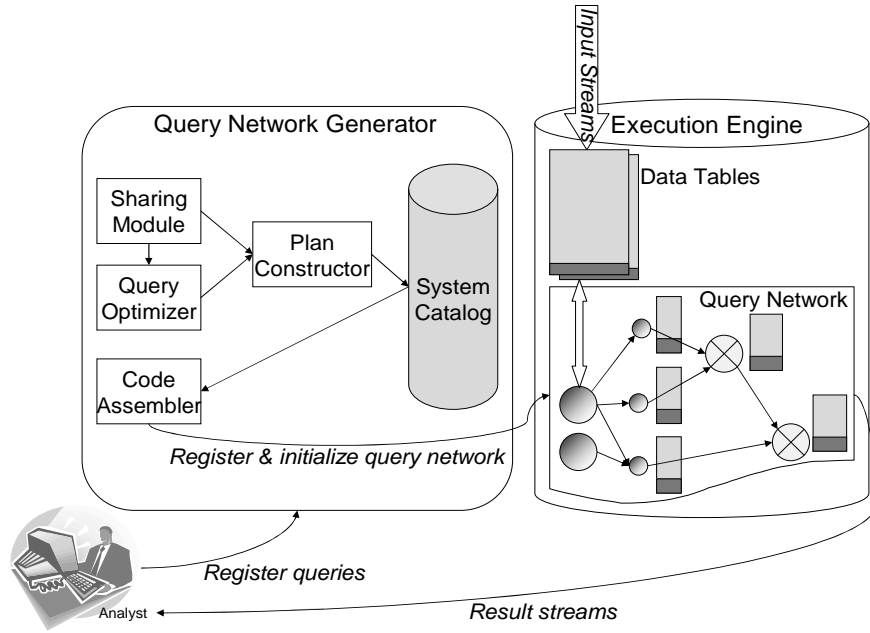 Input Streams
Query Network Generator
Execution Engine
Sharing
Module
Plan
Constructor
Query
Optimizer
System
Catalog
Code
Assembler
Data Tables
Query Network
Register & initialize query network
Register queries
Analyst
Result streams